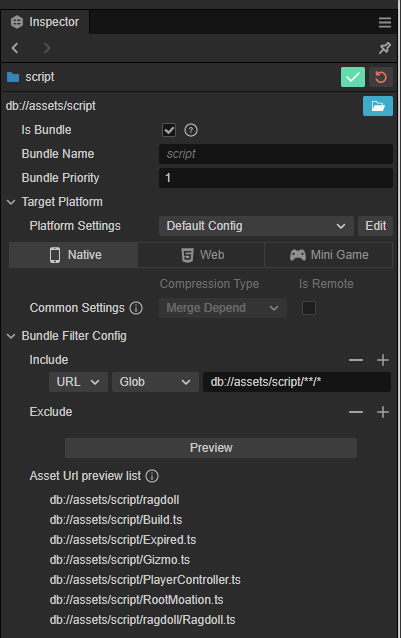 Inspector
script
db://assets/script
Is Bundle
Bundle Name script
Bundle Priority 1
Target Platform
Platform Settings Default Config Edit
Native Web Mini Game
Compression Type Is Remote
Common Settings Merge Depend
Bundle Filter Config
Include
URL Glob db://assets/script/**/*
Exclude
Preview
Asset Url preview list
db://assets/script/ragdoll
db://assets/script/Build.ts
db://assets/script/Expired.ts
db://assets/script/Gizmo.ts
db://assets/script/PlayerController.ts
db://assets/script/RootMoation.ts
db://assets/script/ragdoll/Ragdoll.ts